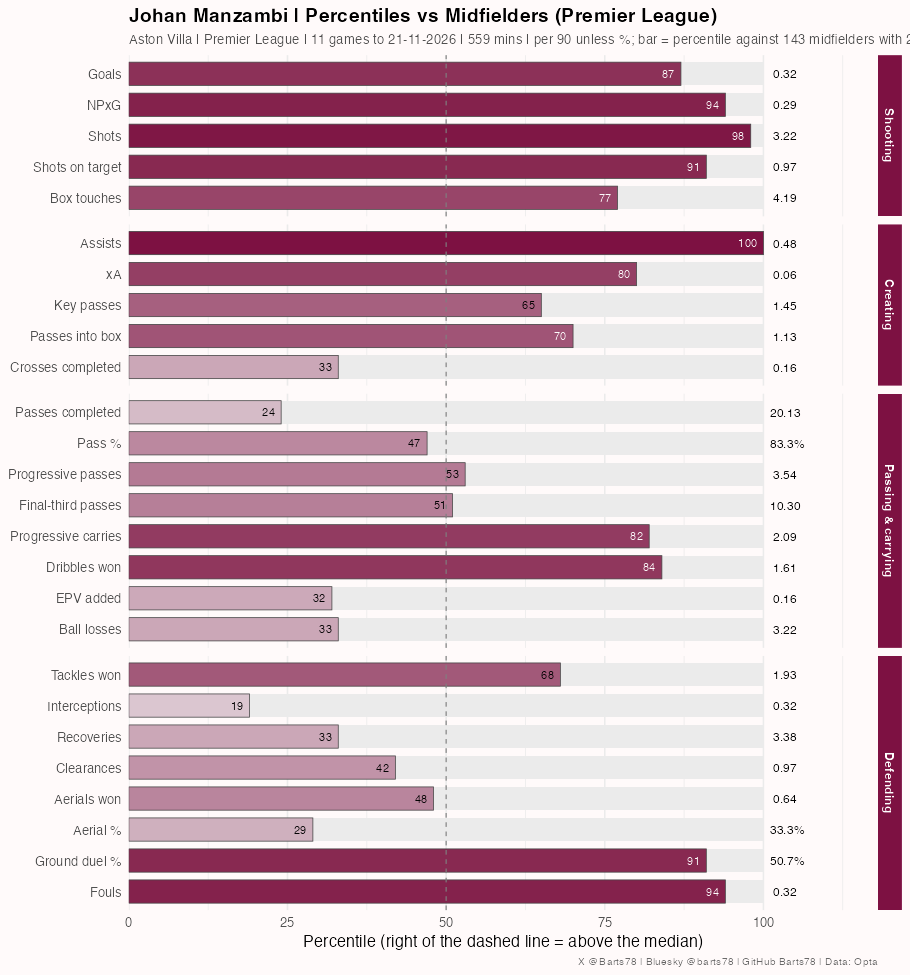 Johan Manzambi | Percentiles vs Midfielders (Premier League)
Aston Villa | Premier League | 11 games to 21-11-2026 | 559 mins | per 90 unless %; bar = percentile against 143 midfielders with 2
Goals 87 0.32
NPxG 94 0.29
Shots 98 3.22
Shots on target 91 0.97
Box touches 77 4.19
Shooting
Assists 100 0.48
xA 80 0.06
Key passes 65 1.45
Passes into box 70 1.13
Crosses completed 33 0.16
Creating
Passes completed 24 20.13
Pass % 47 83.3%
Progressive passes 53 3.54
Final-third passes 51 10.30
Progressive carries 82 2.09
Dribbles won 84 1.61
EPV added 32 0.16
Ball losses 33 3.22
Passing & carrying
Tackles won 68 1.93
Interceptions 19 0.32
Recoveries 33 3.38
Clearances 42 0.97
Aerials won 48 0.64
Aerial % 29 33.3%
Ground duel % 91 50.7%
Fouls 94 0.32
Defending
0 25 50 75 100
Percentile (right of the dashed line = above the median)
X @Barts78 | Bluesky @barts78 | GitHub Barts78 | Data: Opta